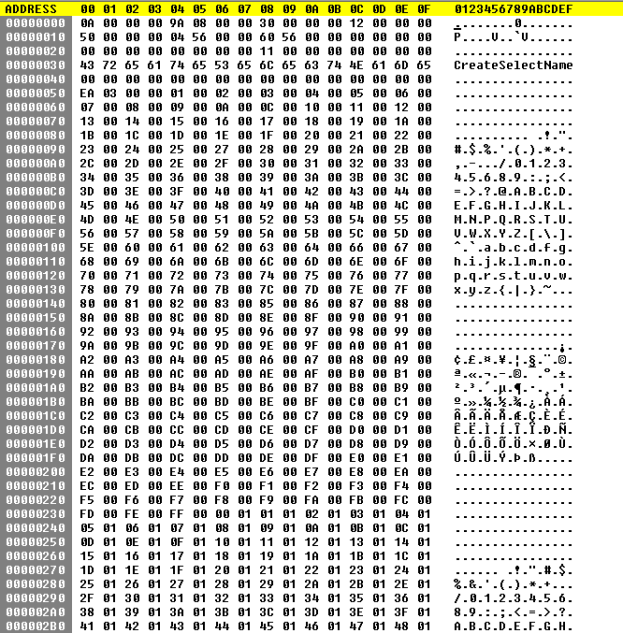 ADDRESS 00 01 02 03 04 05 06 07 08 09 0A 0B 0C 0D 0E 0F 0123456789ABCDEF
00000000 0A 00 00 00 9A 08 00 00 30 00 00 00 12 00 00 00 ........0.......
00000010 50 00 00 00 04 56 00 00 60 56 00 00 00 00 00 00 P....V..`V......
00000020 00 00 00 00 00 00 00 00 11 00 00 00 00 00 00 00 ................
00000030 43 72 65 61 74 65 53 65 6C 65 63 74 4E 61 6D 65 CreateSelectName
00000040 00 00 00 00 00 00 00 00 00 00 00 00 00 00 00 00 ................
00000050 EA 03 00 00 01 00 02 00 03 00 04 00 05 00 06 00 ................
00000060 07 00 08 00 09 00 0A 00 0C 00 10 00 11 00 12 00 ................
00000070 13 00 14 00 15 00 16 00 17 00 18 00 19 00 1A 00 ................
00000080 1B 00 1C 00 1D 00 1E 00 1F 00 20 00 21 00 22 00 .......... .!.".
00000090 23 00 24 00 25 00 27 00 28 00 29 00 2A 00 2B 00 #.$.%.'.(.).*.+.
000000A0 2C 00 2D 00 2E 00 2F 00 30 00 31 00 32 00 33 00 ,.-.../.0.1.2.3.
000000B0 34 00 35 00 36 00 38 00 39 00 3A 00 3B 00 3C 00 4.5.6.8.9.:.;.<.
000000C0 3D 00 3E 00 3F 00 40 00 41 00 42 00 43 00 44 00 =.>.?.@.A.B.C.D.
000000D0 45 00 46 00 47 00 48 00 49 00 4A 00 4B 00 4C 00 E.F.G.H.I.J.K.L.
000000E0 4D 00 4E 00 50 00 51 00 52 00 53 00 54 00 55 00 M.N.P.Q.R.S.T.U.
000000F0 56 00 57 00 58 00 59 00 5A 00 5B 00 5C 00 5D 00 V.W.X.Y.Z.[.\.].
00000100 5E 00 60 00 61 00 62 00 63 00 64 00 66 00 67 00 ^.`.a.b.c.d.f.g.
00000110 68 00 69 00 6A 00 6B 00 6C 00 6D 00 6E 00 6F 00 h.i.j.k.l.m.n.o.
00000120 70 00 71 00 72 00 73 00 74 00 75 00 76 00 77 00 p.q.r.s.t.u.v.w.
00000130 78 00 79 00 7A 00 7B 00 7C 00 7D 00 7E 00 7F 00 x.y.z.{.|.}.~...
00000140 80 00 81 00 82 00 83 00 85 00 86 00 87 00 88 00 ................
00000150 8A 00 8B 00 8C 00 8D 00 8E 00 8F 00 90 00 91 00 ................
00000160 92 00 93 00 94 00 95 00 96 00 97 00 98 00 99 00 ................
00000170 9A 00 9B 00 9C 00 9D 00 9E 00 9F 00 A0 00 A1 00 ..............¡.
00000180 A2 00 A3 00 A4 00 A5 00 A6 00 A7 00 A8 00 A9 00 ¢.£.¤.¥.¦.§.¨.©.
00000190 AA 00 AB 00 AC 00 AD 00 AE 00 AF 00 B0 00 B1 00 ª.«.¬.-.®.¯.°.±.
000001A0 B2 00 B3 00 B4 00 B5 00 B6 00 B7 00 B8 00 B9 00 ².³.´.µ.¶.·.¸.¹.
000001B0 BA 00 BB 00 BC 00 BD 00 BE 00 BF 00 C0 00 C1 00 º.».¼.½.¾.¿.À.Á.
000001C0 C2 00 C3 00 C4 00 C5 00 C6 00 C7 00 C8 00 C9 00 Â.Ã.Ä.Å.Æ.Ç.È.É.
000001D0 CA 00 CB 00 CC 00 CD 00 CE 00 CF 00 D0 00 D1 00 Ê.Ë.Ì.Í.Î.Ï.Ð.Ñ.
000001E0 D2 00 D3 00 D4 00 D5 00 D6 00 D7 00 D8 00 D9 00 Ò.Ó.Ô.Õ.Ö.×.Ø.Ù.
000001F0 DA 00 DB 00 DC 00 DD 00 DE 00 DF 00 E0 00 E1 00 Ú.Û.Ü.Ý.Þ.ß.....
00000200 E2 00 E3 00 E4 00 E5 00 E6 00 E7 00 E8 00 EA 00 ................
00000210 EC 00 ED 00 EE 00 F0 00 F1 00 F2 00 F3 00 F4 00 ................
00000220 F5 00 F6 00 F7 00 F8 00 F9 00 FA 00 FB 00 FC 00 ................
00000230 FD 00 FE 00 FF 00 00 01 01 01 02 01 03 01 04 01 ................
00000240 05 01 06 01 07 01 08 01 09 01 0A 01 0B 01 0C 01 ................
00000250 0D 01 0E 01 0F 01 10 01 11 01 12 01 13 01 14 01 ................
00000260 15 01 16 01 17 01 18 01 19 01 1A 01 1B 01 1C 01 ................
00000270 1D 01 1E 01 1F 01 20 01 21 01 22 01 23 01 24 01 ...... .!.".#.$.
00000280 25 01 26 01 27 01 28 01 29 01 2A 01 2B 01 2E 01 %.&.'.(.).*.+...
00000290 2F 01 30 01 31 01 32 01 33 01 34 01 35 01 36 01 /.0.1.2.3.4.5.6.
000002A0 38 01 39 01 3A 01 3B 01 3C 01 3D 01 3E 01 3F 01 8.9.:.;.<.=.>.?.
000002B0 41 01 42 01 43 01 44 01 45 01 46 01 47 01 48 01 A.B.C.D.E.F.G.H.